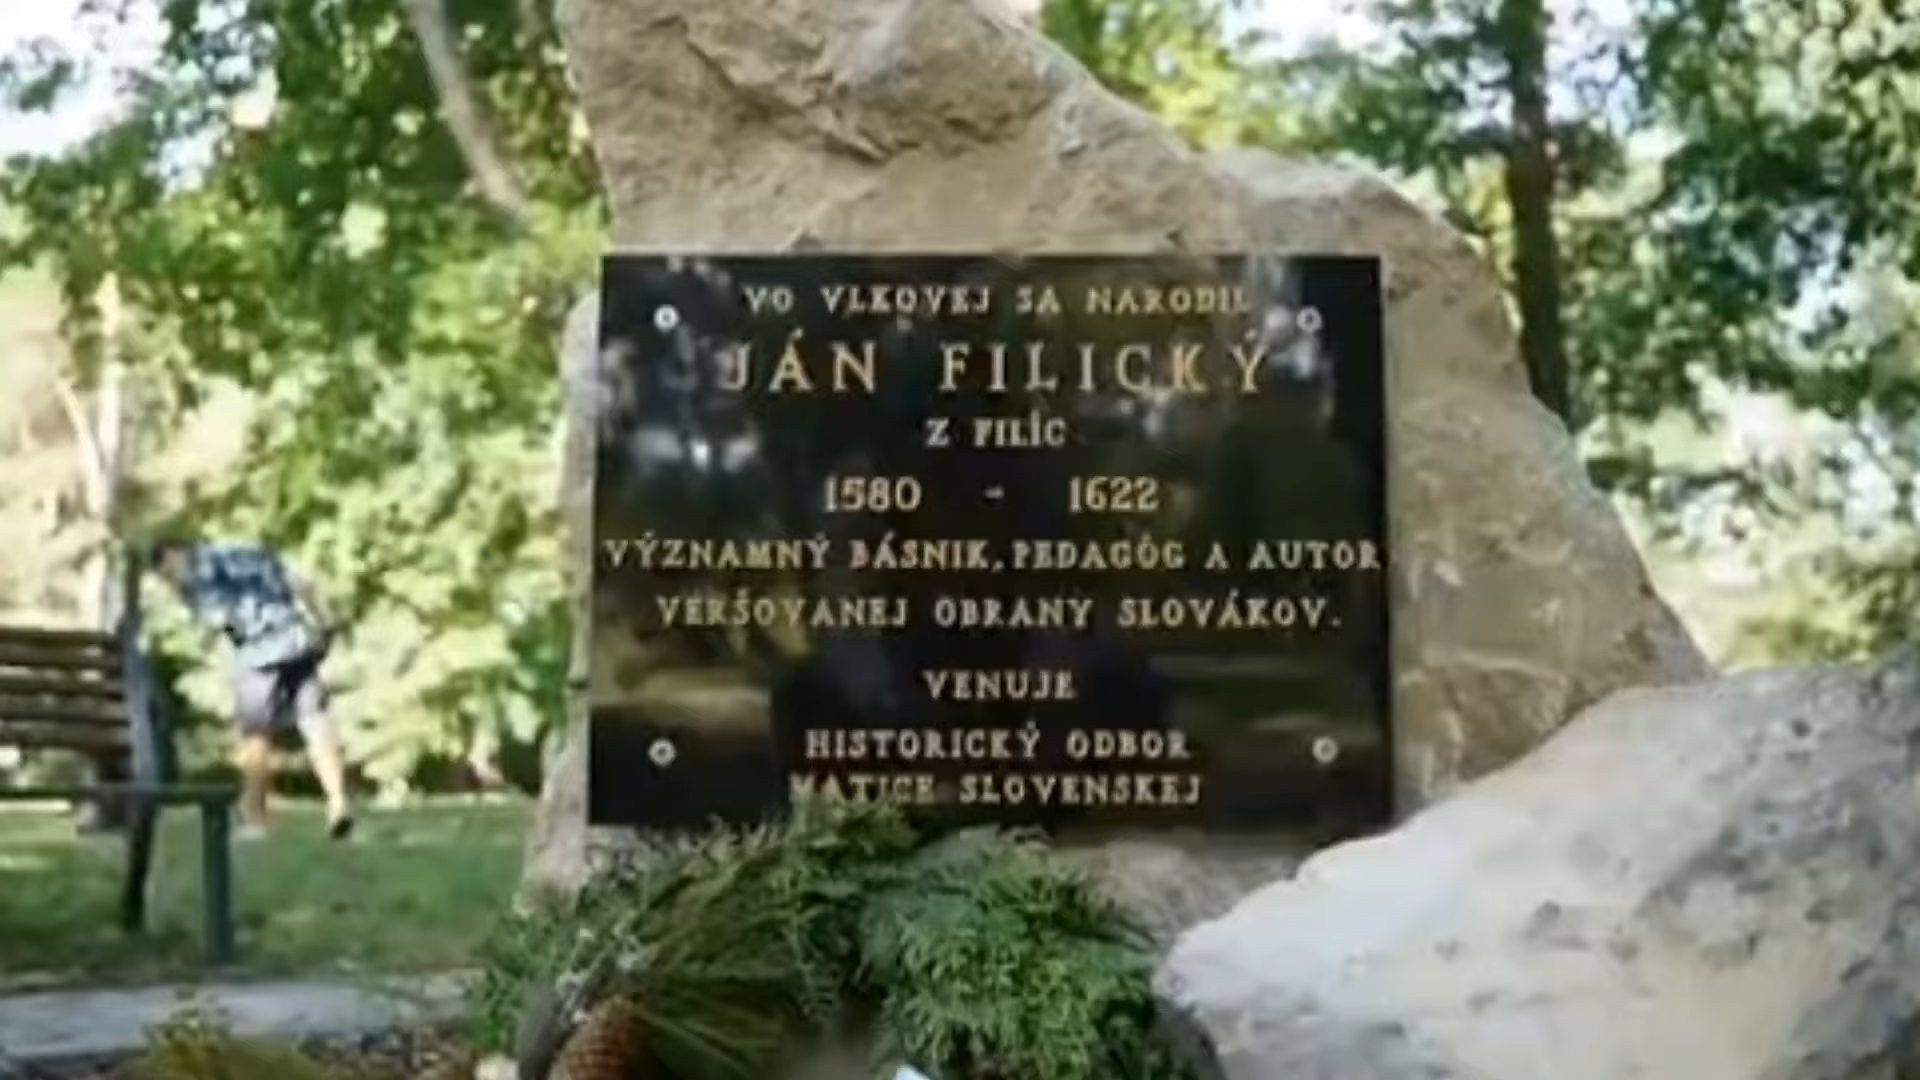 VO VLKOVEJ SA NARODIL
JÁN FILICKÝ
Z FILÍC
1580 - 1622
VÝZNAMNÝ BÁSNIK, PEDAGÓG A AUTOR
VERŠOVANEJ OBRANY SLOVÁKOV.
VENUJE
HISTORICKÝ ODBOR
MATICE SLOVENSKEJ